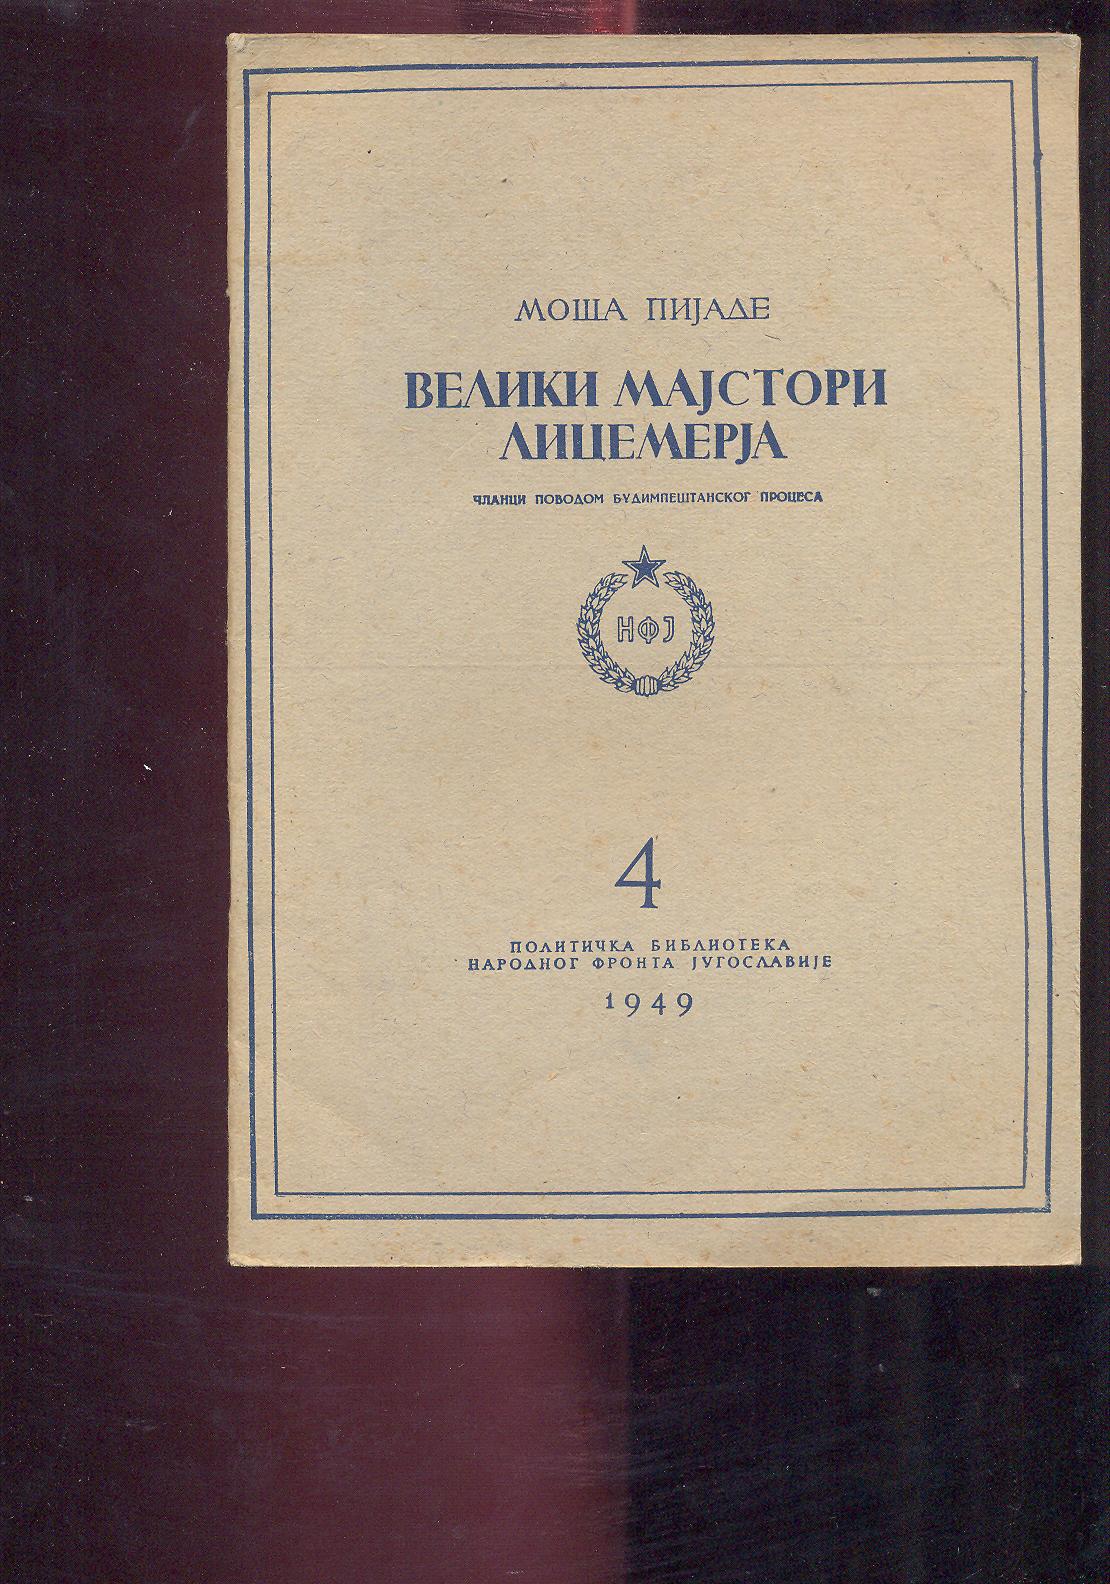 МОША ПИЈАДЕ
ВЕЛИКИ МАЈСТОРИ
ЛИЦЕМЕРЈА
ЧЛАНЦИ ПОВОДОМ БУДИМПЕШТАНСКОГ ПРОЦЕСА
НФЈ
4
ПОЛИТИЧКА БИБЛИОТЕКА
НАРОДНОГ ФРОНТА ЈУГОСЛАВИЈЕ
1949